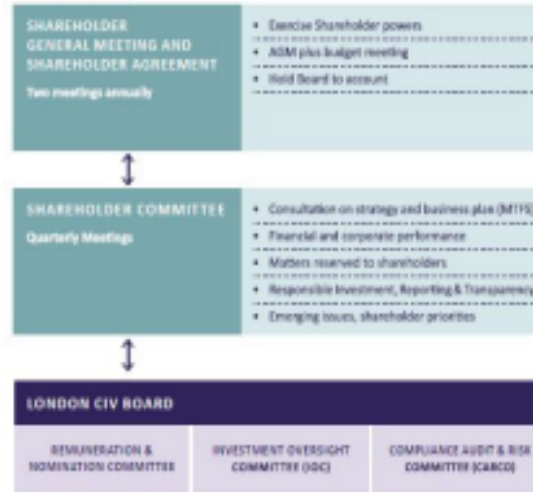 SHAREHOLDER
GENERAL MEETING AND
SHAREHOLDER AGREEMENT
Two meetings annually
• Exercise Shareholder powers
• AGM plus budget meeting
• Hold Board to account
SHAREHOLDER COMMITTEE
Quarterly Meetings
• Consultation on strategy and business plan (MTFS)
• Financial and corporate performance
• Matters reserved to shareholders
• Responsible Investment, Reporting & Transparency
• Emerging issues, shareholder priorities
LONDON CIV BOARD
REMUNERATION &
NOMINATION COMMITTEE
INVESTMENT OVERSIGHT
COMMITTEE (IOC)
COMPLIANCE AUDIT & RISK
COMMITTEE (CARCO)